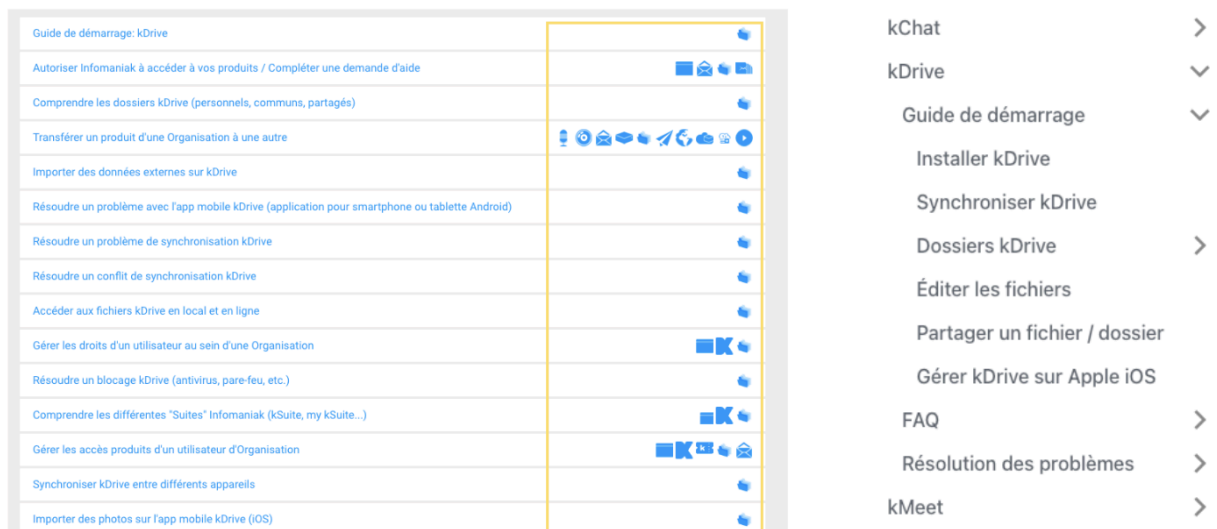 Guide de démarrage: kDrive
Autoriser Infomaniak à accéder à vos produits / Compléter une demande d'aide
Comprendre les dossiers kDrive (personnels, communs, partagés)
Transférer un produit d'une Organisation à une autre
Importer des données externes sur kDrive
Résoudre un problème avec l'app mobile kDrive (application pour smartphone ou tablette Android)
Résoudre un problème de synchronisation kDrive
Résoudre un conflit de synchronisation kDrive
Accéder aux fichiers kDrive en local et en ligne
Gérer les droits d'un utilisateur au sein d'une Organisation
Résoudre un blocage kDrive (antivirus, pare-feu, etc.)
Comprendre les différentes "Suites" Infomaniak (kSuite, my kSuite...)
Gérer les accès produits d'un utilisateur d'Organisation
Synchroniser kDrive entre différents appareils
Importer des photos sur l'app mobile kDrive (iOS)
kChat
kDrive
Guide de démarrage
Installer kDrive
Synchroniser kDrive
Dossiers kDrive
Éditer les fichiers
Partager un fichier / dossier
Gérer kDrive sur Apple iOS
FAQ
Résolution des problèmes
kMeet